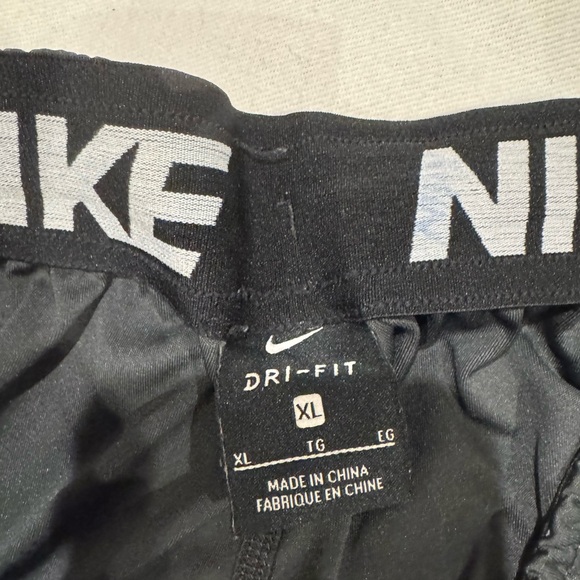 IKE NI
DRI-FIT
XL
XL TG EG
MADE IN CHINA
FABRIQUE EN CHINE